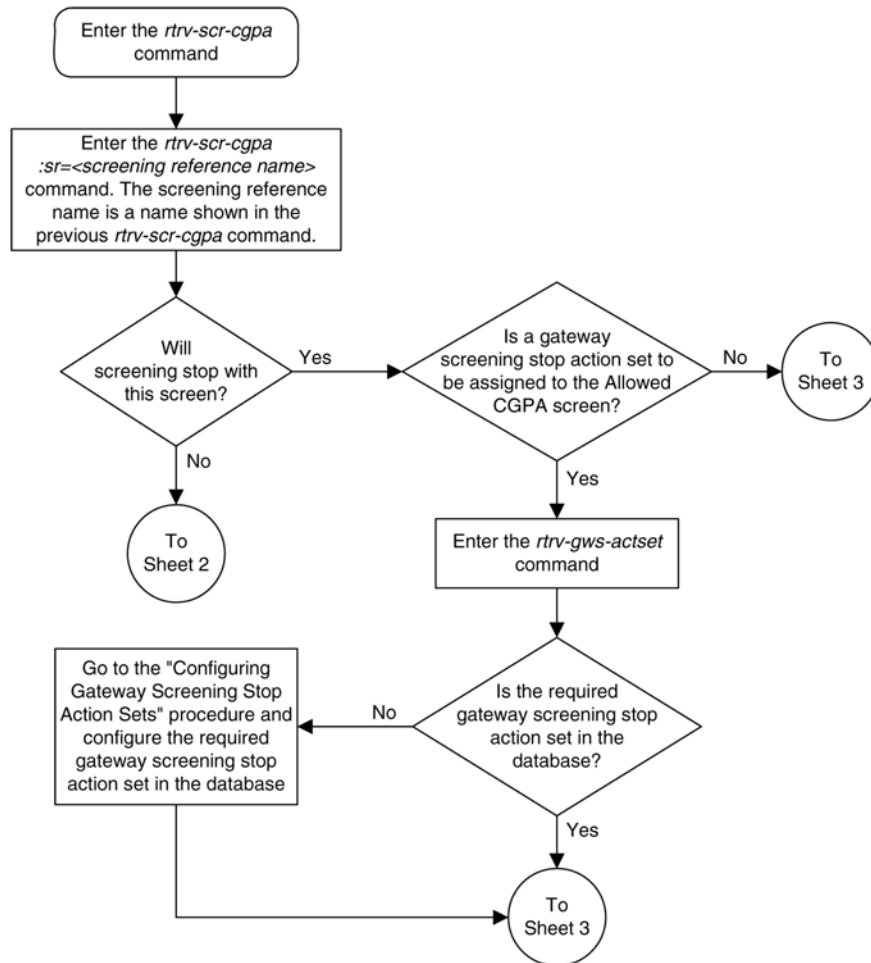 Enter the rtrv-scr-cgpa
command
Enter the rtrv-scr-cgpa
:sr=<screening reference name>
command. The screening reference
name is a name shown in the
previous rtrv-scr-cgpa command.
Will
screening stop with
this screen?
Yes
Is a gateway
screening stop action set to
be assigned to the Allowed
CGPA screen?
No
To
Sheet 3
No
To
Sheet 2
Yes
Enter the rtrv-gws-actset
command
Is the required
gateway screening stop
action set in the
database?
No
Go to the "Configuring
Gateway Screening Stop
Action Sets" procedure and
configure the required
gateway screening stop
action set in the database
Yes
To
Sheet 3